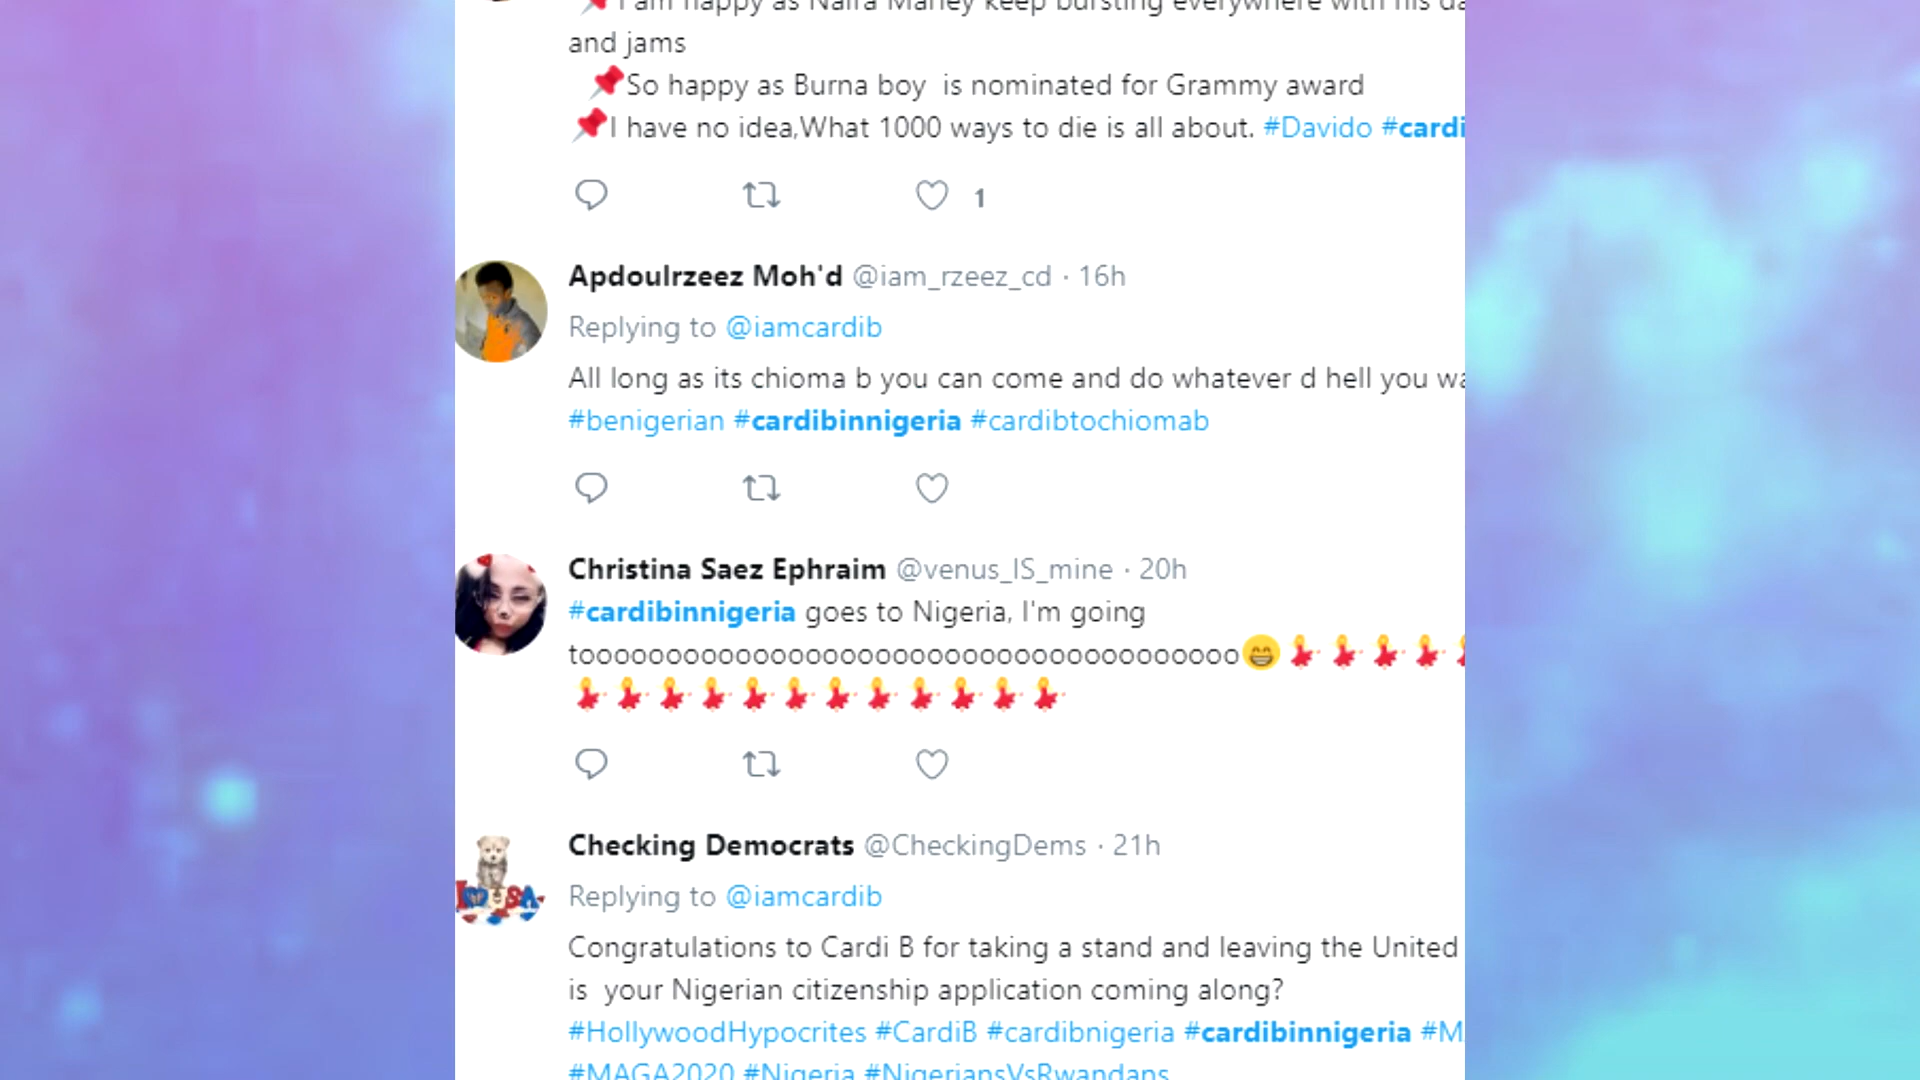 I am happy as Naira Marley keep bursting everywhere with his
and jams
📌So happy as Burna boy  is nominated for Grammy award
📌I have no idea,What 1000 ways to die is all about. #Davido #cardi
1
Apdoulrzeez Moh'd @iam_rzeez_cd · 16h
Replying to @iamcardib
All long as its chioma b you can come and do whatever d hell you
#benigerian #cardibinnigeria #cardibtochiomab
Christina Saez Ephraim @venus_IS_mine · 20h
#cardibinnigeria goes to Nigeria, I'm going
toooooooooooooooooooooooooooooooooooooo😁💃💃💃💃💃
💃💃💃💃💃💃💃💃💃💃💃💃
Checking Democrats @CheckingDems · 21h
Replying to @iamcardib
Congratulations to Cardi B for taking a stand and leaving the United
is  your Nigerian citizenship application coming along?
#HollywoodHypocrites #CardiB #cardibnigeria #cardibinnigeria #M
#MAGA2020 #Nigeria #NigeriansVsRwandans